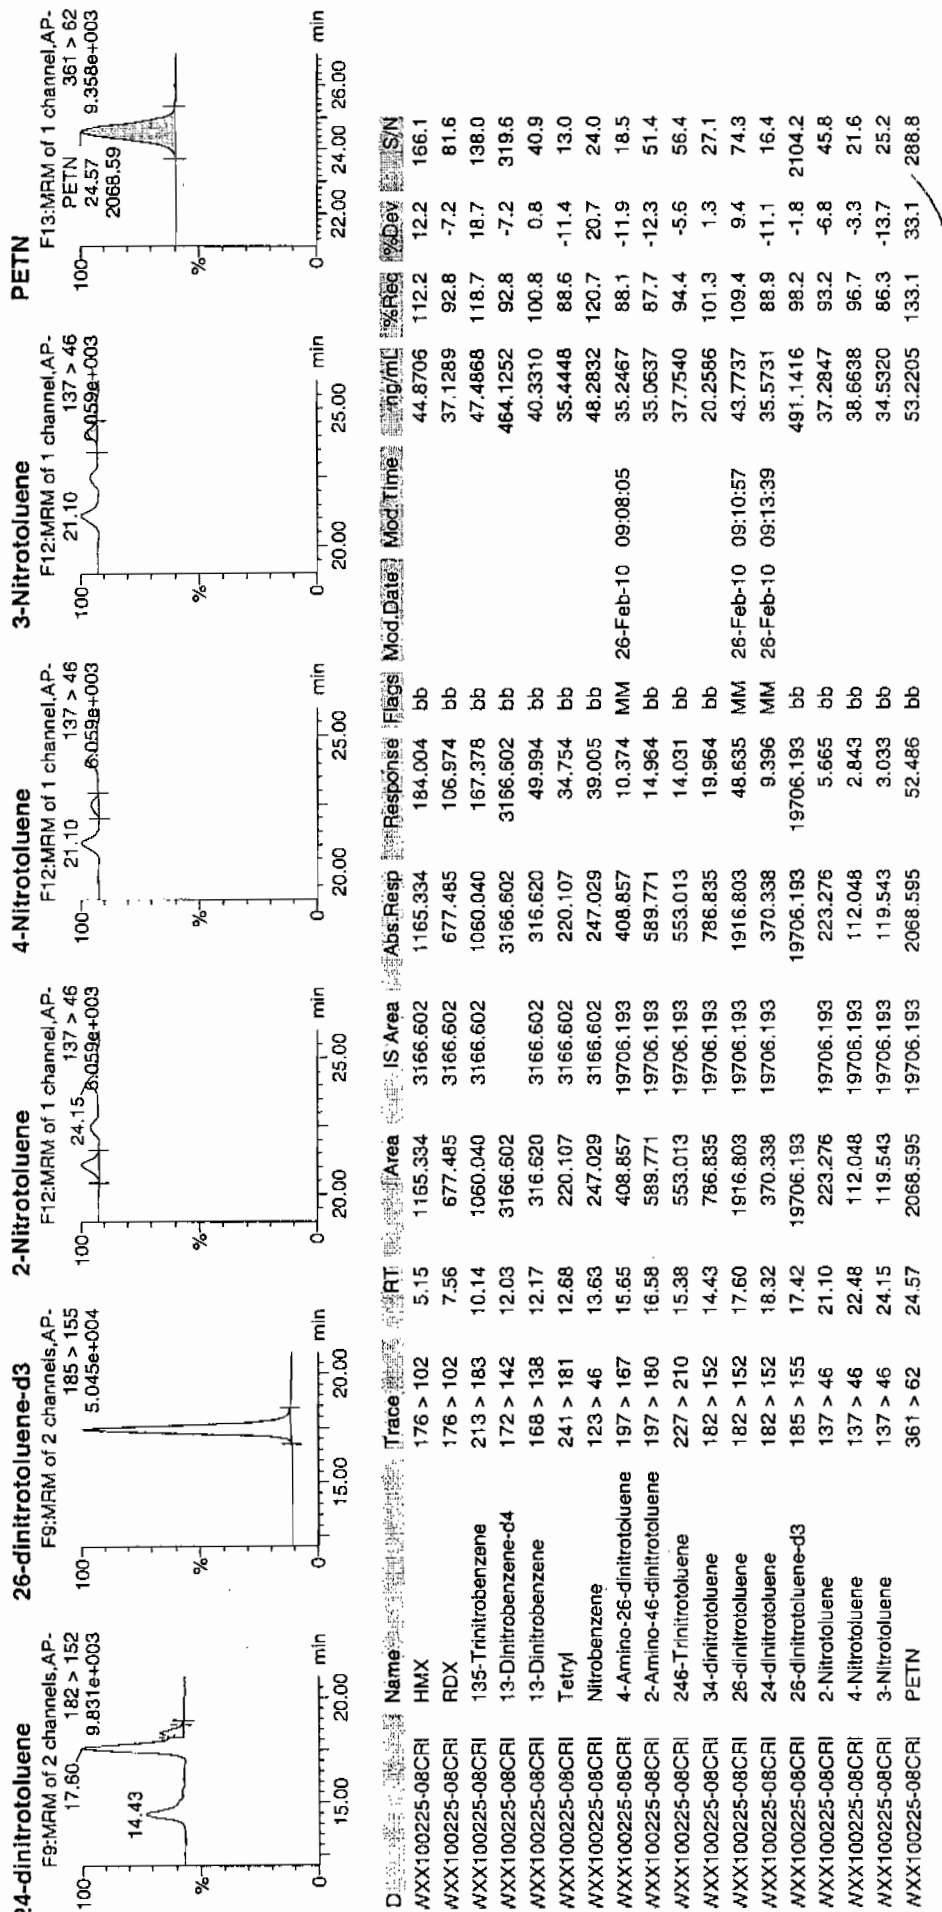 24-dinitrotoluene
F9:MRM of 2 channels,AP-
182 > 152
9.831e+003
17.60
14.43
100
%
0
15.00 20.00 min
26-dinitrotoluene-d3
F9:MRM of 2 channels,AP-
185 > 155
5.045e+004
100
%
0
15.00 20.00 min
2-Nitrotoluene
F12:MRM of 1 channel,AP-
137 > 46
6.059e+003
24.15
100
%
0
20.00 25.00 min
4-Nitrotoluene
F12:MRM of 1 channel,AP-
137 > 46
6.059e+003
21.10
100
%
0
20.00 25.00 min
3-Nitrotoluene
F12:MRM of 1 channel,AP-
137 > 46
6.059e+003
21.10
100
%
0
20.00 25.00 min
PETN
F13:MRM of 1 channel,AP-
361 > 62
9.358e+003
PETN
24.57
2068.59
100
%
0
22.00 24.00 26.00 min
Name Trace RT Area IS Area Abs.Resp Response Flags Mod.Date Mod.Time ng/mL %Rec %Dev S/N
WXX100225-08CRI HMX 176 > 102 5.15 1165.334 3166.602 1165.334 184.004 bb 44.8706 112.2 12.2 166.1
WXX100225-08CRI RDX 176 > 102 7.56 677.485 3166.602 677.485 106.974 bb 37.1289 92.8 -7.2 81.6
WXX100225-08CRI 135-Trinitrobenzene 213 > 183 10.14 1060.040 3166.602 1060.040 167.378 bb 47.4868 118.7 18.7 138.0
WXX100225-08CRI 13-Dinitrobenzene-d4 172 > 142 12.03 3166.602 3166.602 3166.602 bb 464.1252 92.8 -7.2 319.6
WXX100225-08CRI 13-Dinitrobenzene 168 > 138 12.17 316.620 3166.602 316.620 49.994 bb 40.3310 100.8 0.8 40.9
WXX100225-08CRI Tetryl 241 > 181 12.68 220.107 3166.602 220.107 34.754 bb 35.4448 88.6 -11.4 13.0
WXX100225-08CRI Nitrobenzene 123 > 46 13.63 247.029 3166.602 247.029 39.005 bb 48.2832 120.7 20.7 24.0
WXX100225-08CRI 4-Amino-26-dinitrotoluene 197 > 167 15.65 408.857 19706.193 408.857 10.374 MM 26-Feb-10 09:08:05 35.2467 88.1 -11.9 18.5
WXX100225-08CRI 2-Amino-46-dinitrotoluene 197 > 180 16.58 589.771 19706.193 589.771 14.964 bb 35.0637 87.7 -12.3 51.4
WXX100225-08CRI 246-Trinitrotoluene 227 > 210 15.38 553.013 19706.193 553.013 14.031 bb 37.7540 94.4 -5.6 56.4
WXX100225-08CRI 34-dinitrotoluene 182 > 152 14.43 786.835 19706.193 786.835 19.964 bb 20.2586 101.3 1.3 27.1
WXX100225-08CRI 26-dinitrotoluene 182 > 152 17.60 1916.803 19706.193 1916.803 48.635 MM 26-Feb-10 09:10:57 43.7737 109.4 9.4 74.3
WXX100225-08CRI 24-dinitrotoluene 182 > 152 18.32 370.338 19706.193 370.338 9.396 MM 26-Feb-10 09:13:39 35.5731 88.9 -11.1 16.4
WXX100225-08CRI 26-dinitrotoluene-d3 185 > 155 17.42 19706.193 19706.193 19706.193 bb 491.1416 98.2 -1.8 2104.2
WXX100225-08CRI 2-Nitrotoluene 137 > 46 21.10 223.276 19706.193 223.276 5.665 bb 37.2847 93.2 -6.8 45.8
WXX100225-08CRI 4-Nitrotoluene 137 > 46 22.48 112.048 19706.193 112.048 2.843 bb 38.6638 96.7 -3.3 21.6
WXX100225-08CRI 3-Nitrotoluene 137 > 46 24.15 119.543 19706.193 119.543 3.033 bb 34.5320 86.3 -13.7 25.2
WXX100225-08CRI PETN 361 > 62 24.57 2068.595 19706.193 2068.595 52.486 bb 53.2205 133.1 33.1 288.8